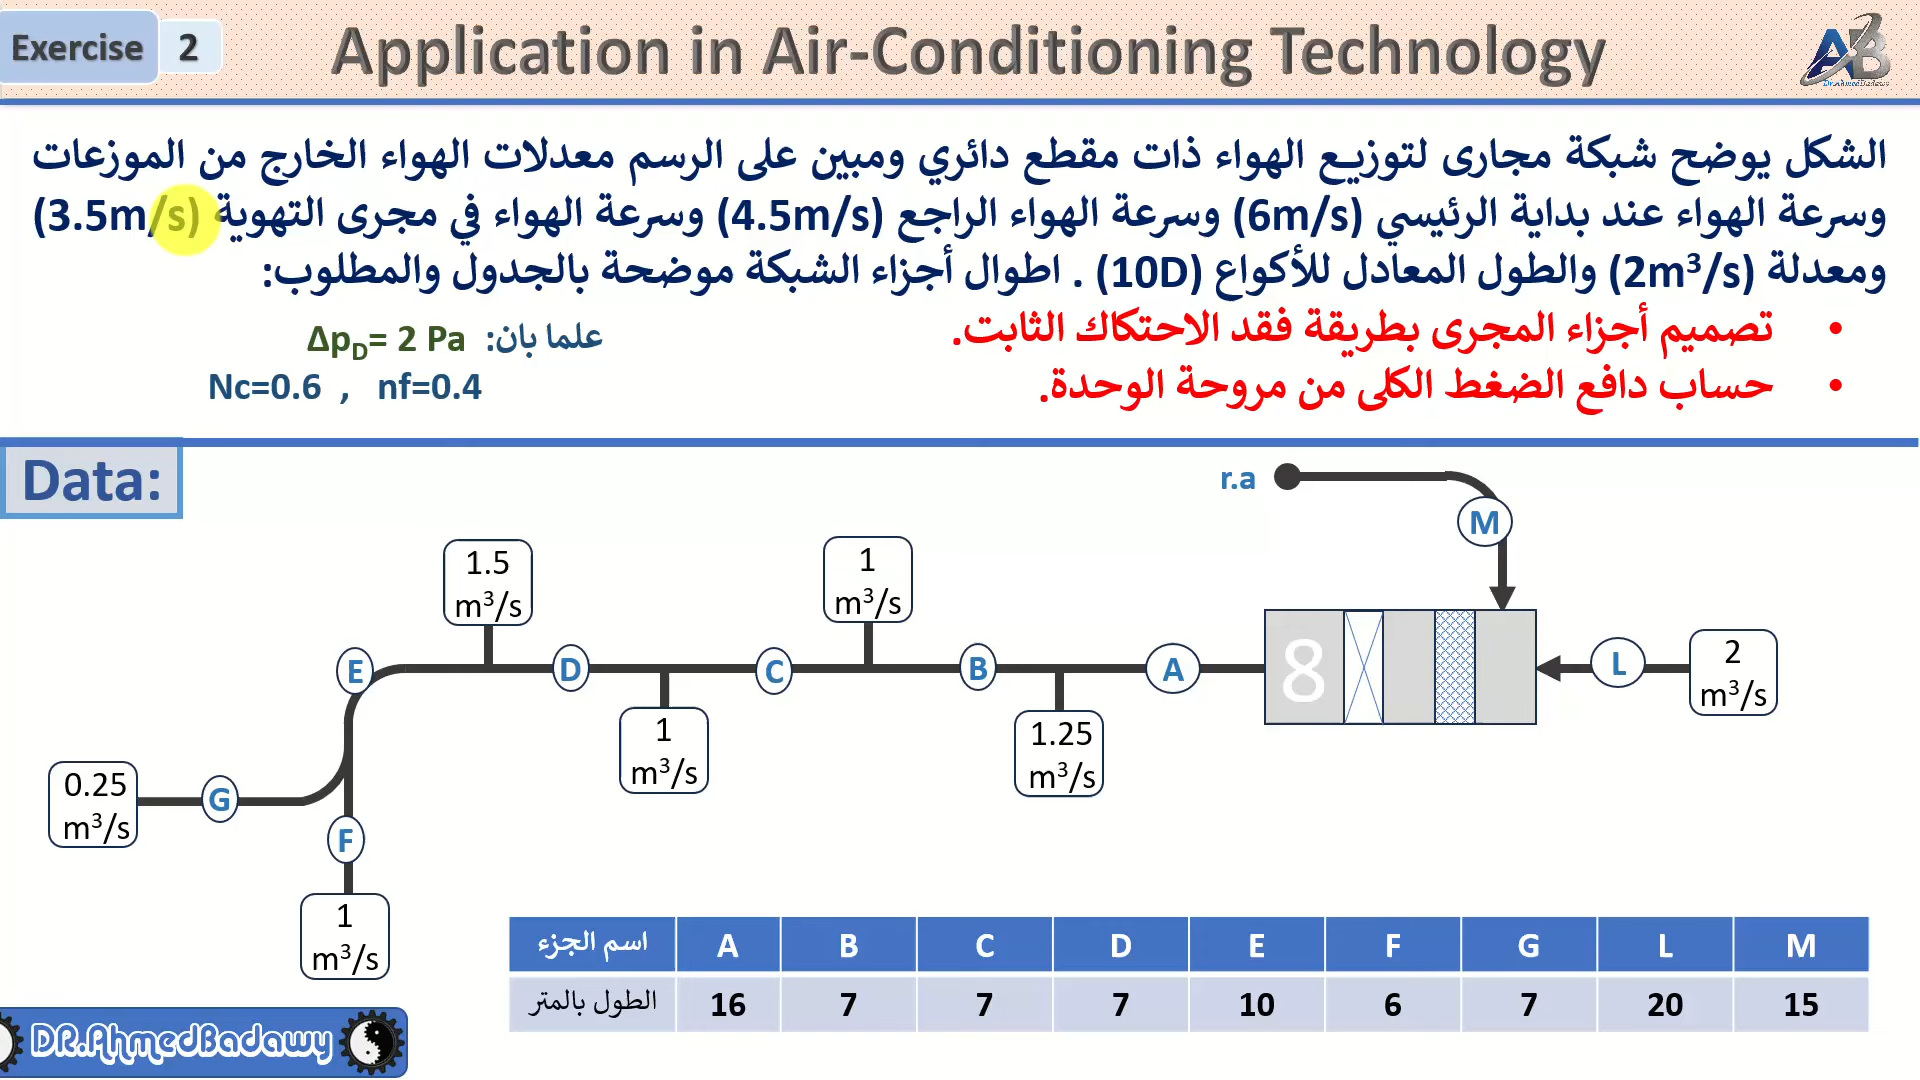 Exercise 2
Application in Air-Conditioning Technology
AB
Dr.AhmedBadawy
الشكل يوضح شبكة مجارى لتوزيع الهواء ذات مقطع دائري ومبين على الرسم معدلات الهواء الخارج من الموزعات
وسرعة الهواء عند بداية الرئيسي (6m/s) وسرعة الهواء الراجع (4.5m/s) وسرعة الهواء في مجرى التهوية (3.5m/s)
ومعدلة (2m³/s) والطول المعادل للأكواع (10D) . اطوال أجزاء الشبكة موضحة بالجدول والمطلوب:
• تصميم أجزاء المجرى بطريقة فقد الاحتكاك الثابت.
علما بان: Δp_D= 2 Pa
• حساب دافع الضغط الكلى من مروحة الوحدة.
Nc=0.6 , nf=0.4
Data:
r.a
M
1.5
m³/s
1
m³/s
E
D
C
B
A
8
L
2
m³/s
1
m³/s
1.25
m³/s
0.25
m³/s
G
F
1
m³/s
اسم الجزء A B C D E F G L M
الطول بالمتر 16 7 7 7 10 6 7 20 15
DR.AhmedBadawy